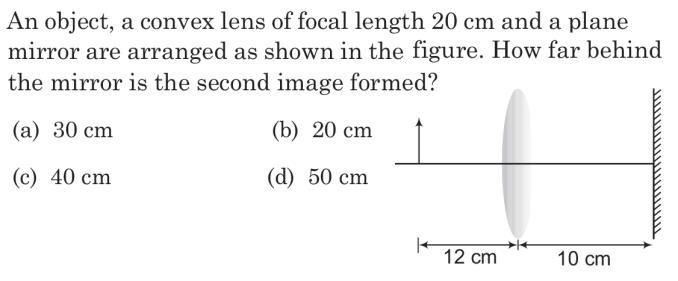 An object, a convex lens of focal length 20 cm and a plane
mirror are arranged as shown in the figure. How far behind
the mirror is the second image formed?
(a) 30 cm (b) 20 cm
(c) 40 cm (d) 50 cm
12 cm 10 cm